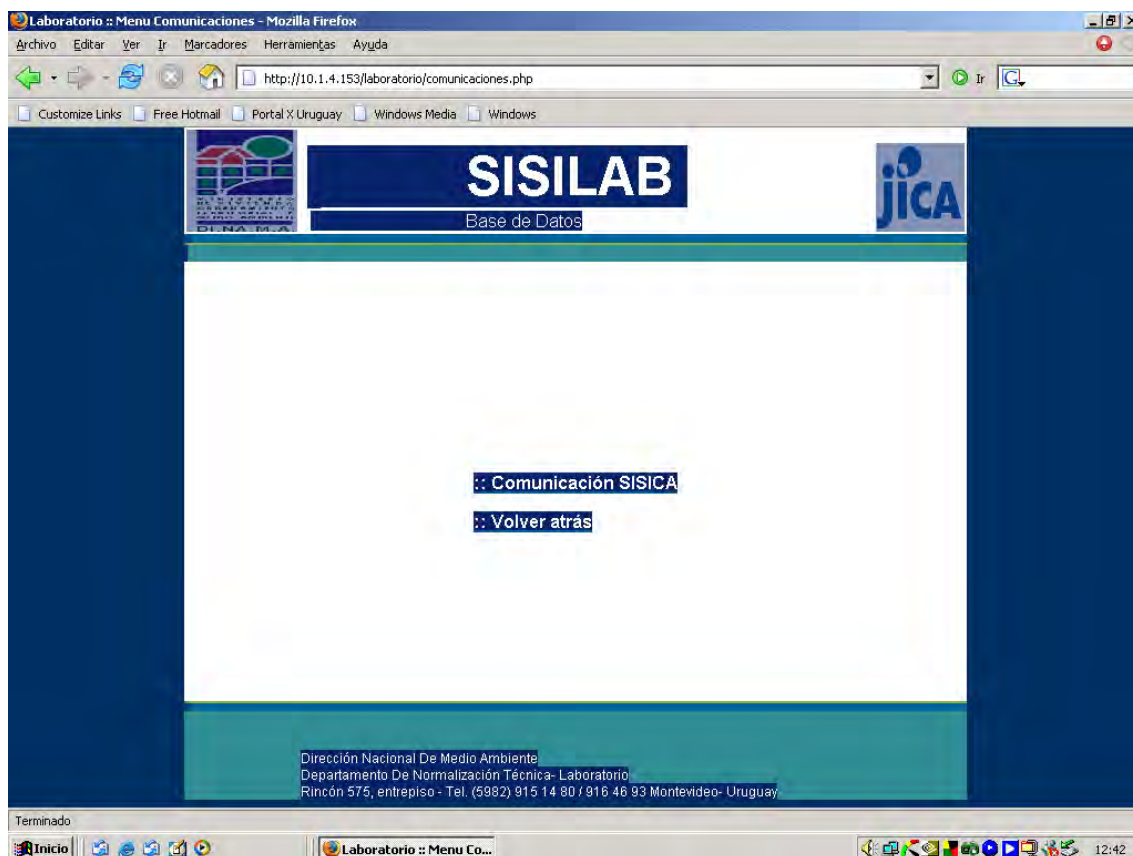 Laboratorio :: Menu Comunicaciones - Mozilla Firefox
Archivo Editar Ver Ir Marcadores Herramientas Ayuda
http://10.1.4.153/laboratorio/comunicaciones.php Ir G
Customize Links Free Hotmail Portal X Uruguay Windows Media Windows
SISILAB
Base de Datos
DI.NA.M.A
jiCA
:: Comunicación SISICA
:: Volver atrás
Dirección Nacional De Medio Ambiente
Departamento De Normalización Técnica- Laboratorio
Rincón 575, entrepiso - Tel. (5982) 915 14 80 / 916 46 93 Montevideo- Uruguay
Terminado
Inicio Laboratorio :: Menu Co... 12:42